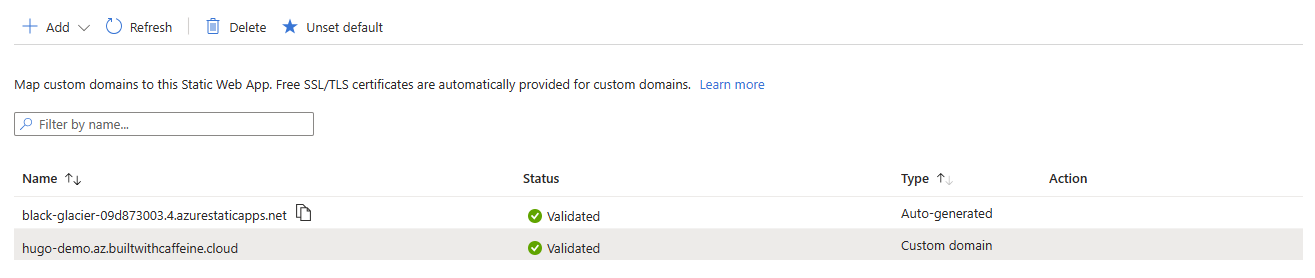 Add Refresh Delete Unset default
Map custom domains to this Static Web App. Free SSL/TLS certificates are automatically provided for custom domains. Learn more
Filter by name...
Name Status Type Action
black-glacier-09d873003.4.azurestaticapps.net Validated Auto-generated
hugo-demo.az.builtwithcaffeine.cloud Validated Custom domain